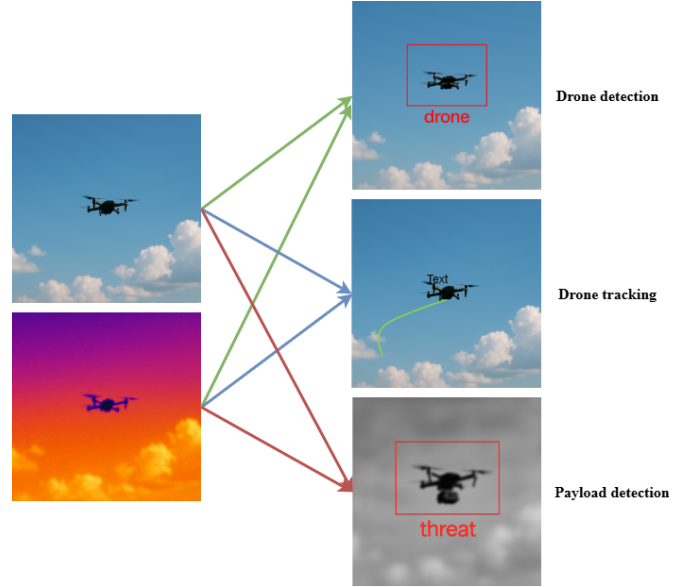 drone
Drone detection
Text
Drone tracking
threat
Payload detection